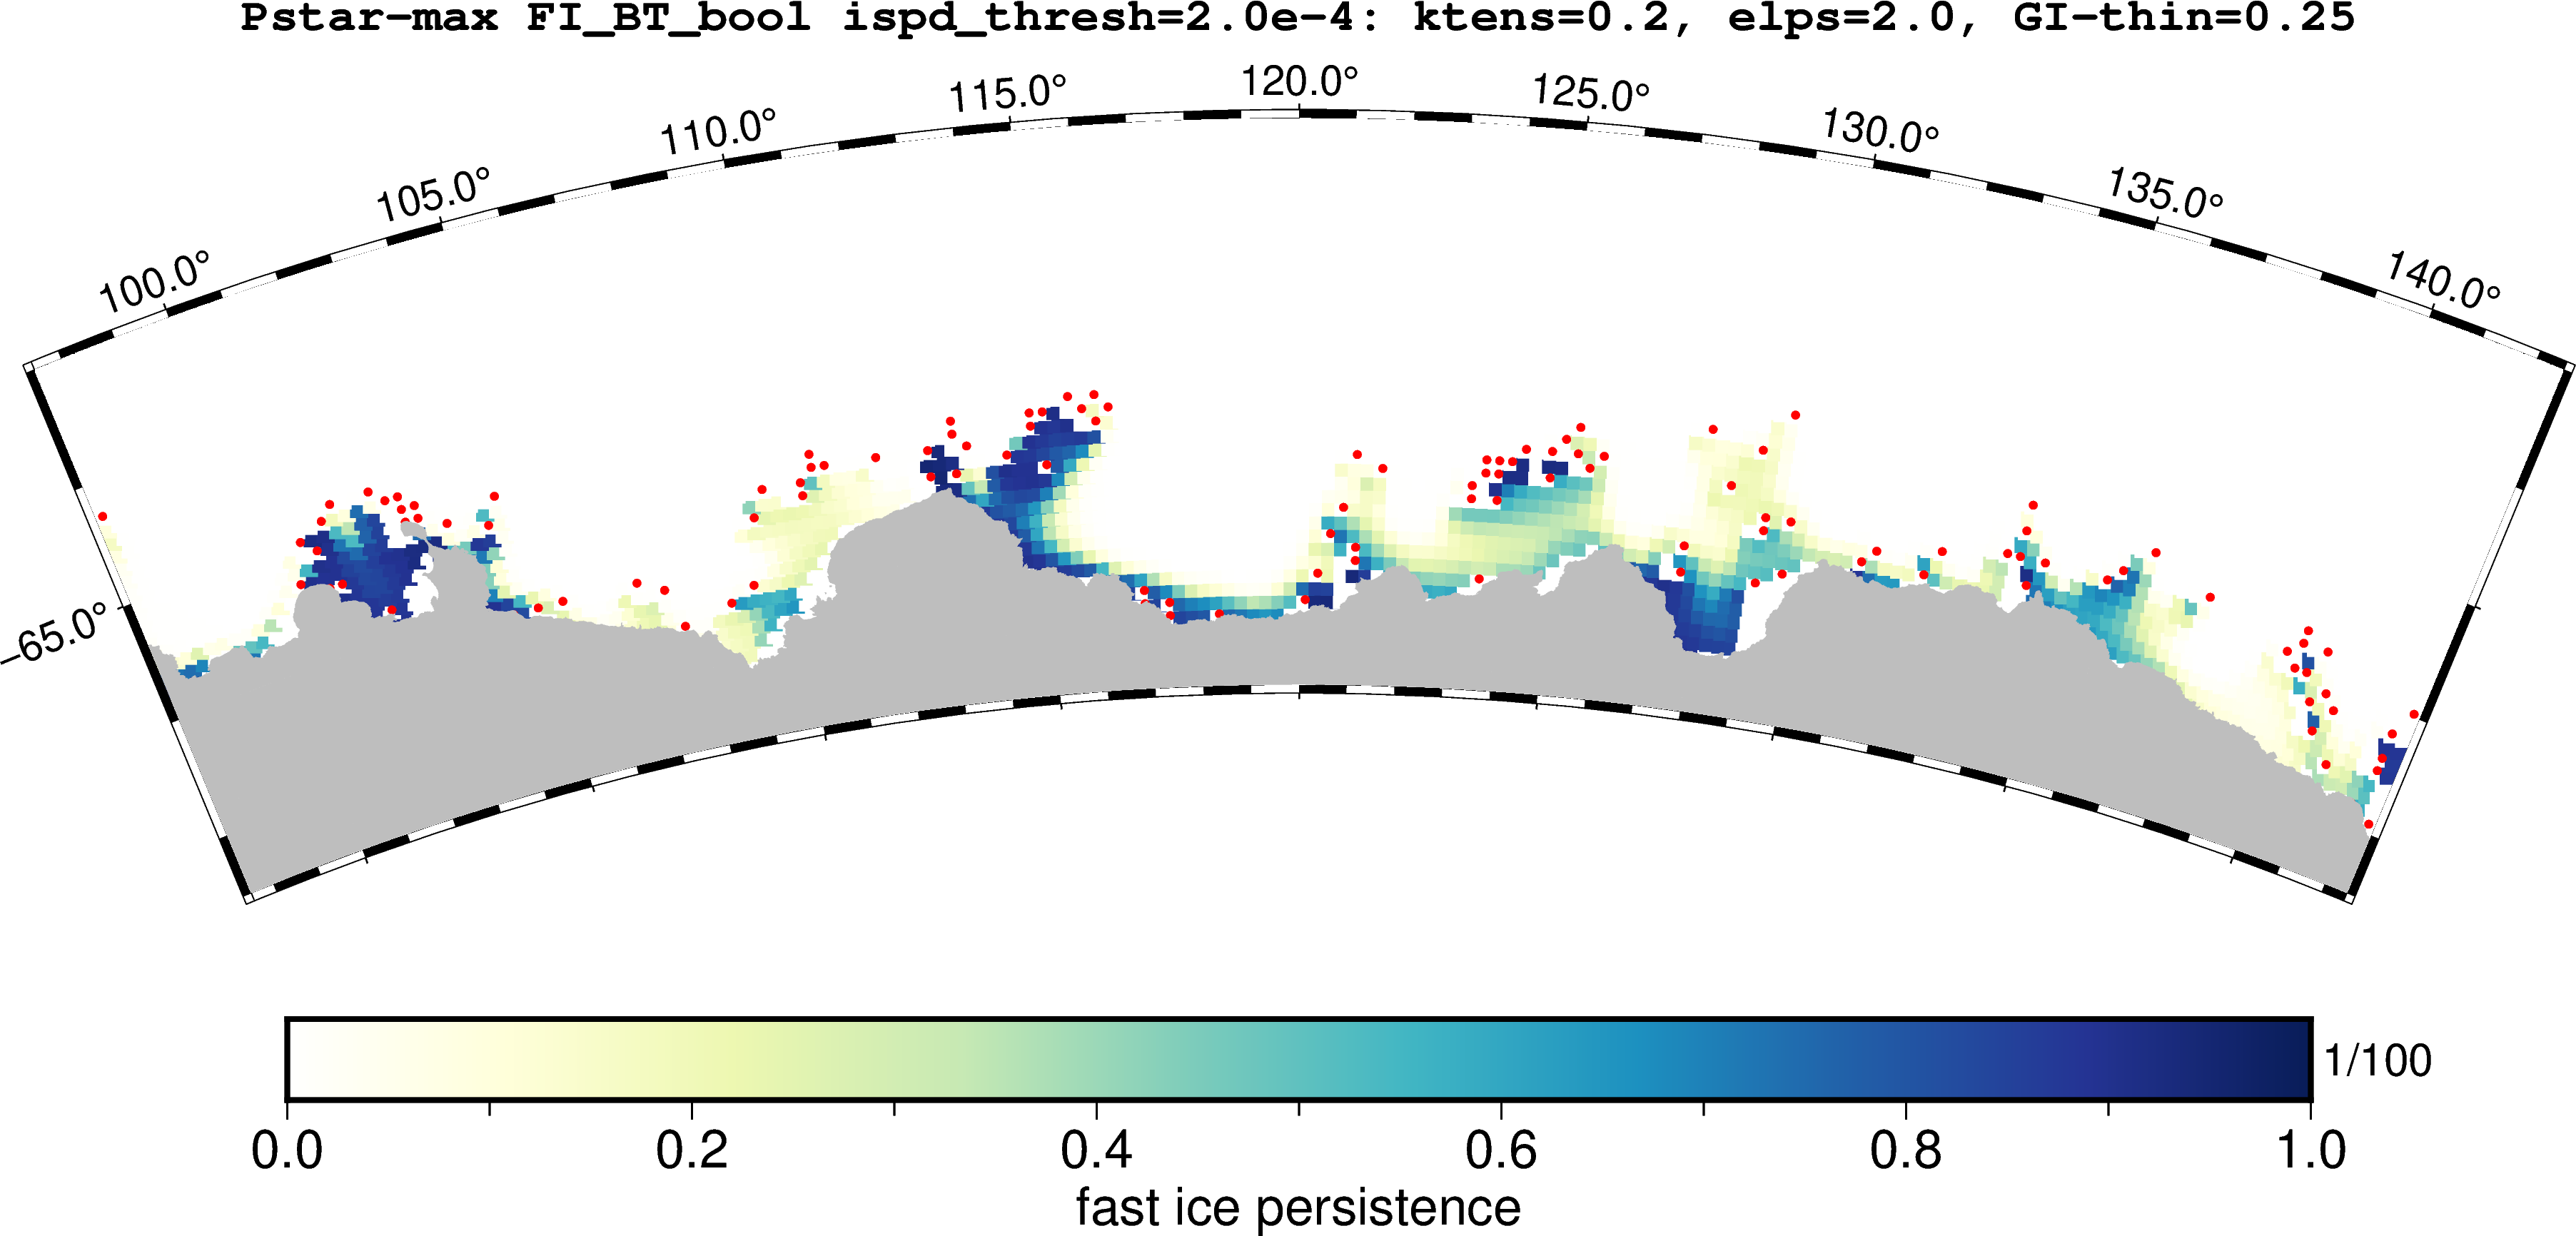 Pstar-max FI_BT_bool ispd_thresh=2.0e-4: ktens=0.2, elps=2.0, GI-thin=0.25
100.0° 105.0° 110.0° 115.0° 120.0° 125.0° 130.0° 135.0° 140.0°
-65.0°
1/100
0.0 0.2 0.4 0.6 0.8 1.0
fast ice persistence